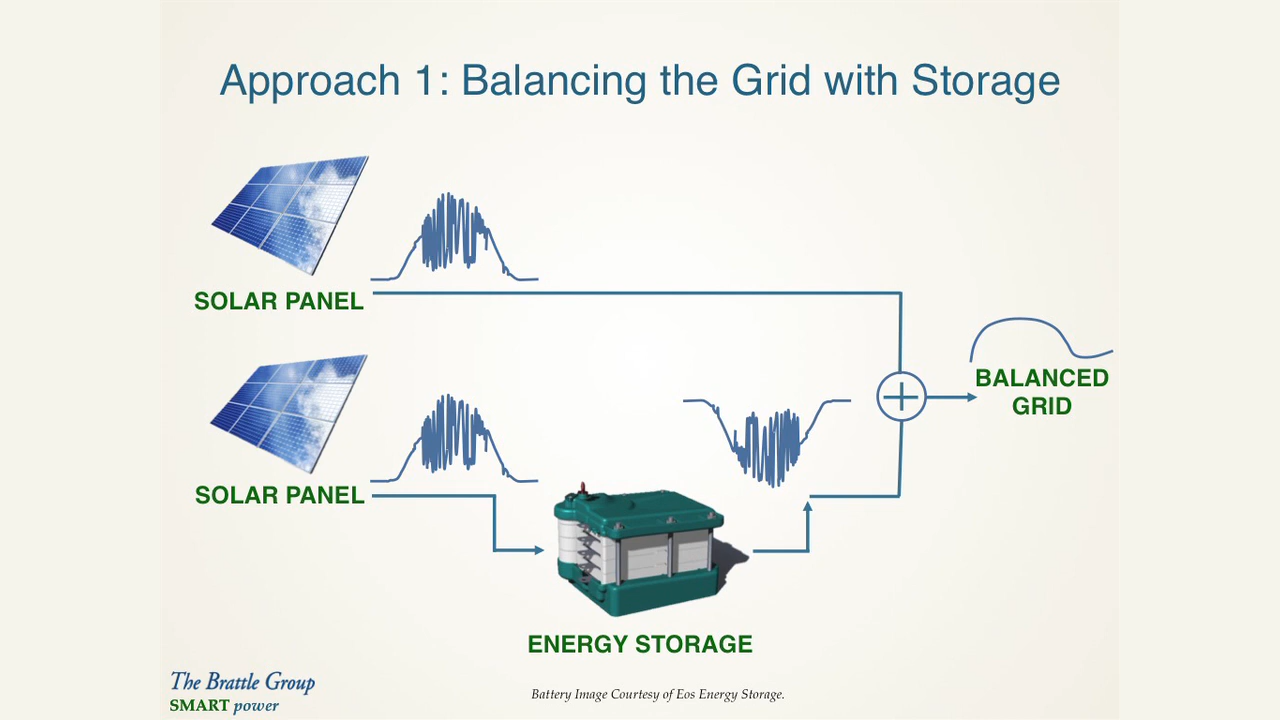 Approach 1: Balancing the Grid with Storage
SOLAR PANEL
BALANCED
GRID
SOLAR PANEL
ENERGY STORAGE
The Brattle Group
SMART power
Battery Image Courtesy of Eos Energy Storage.